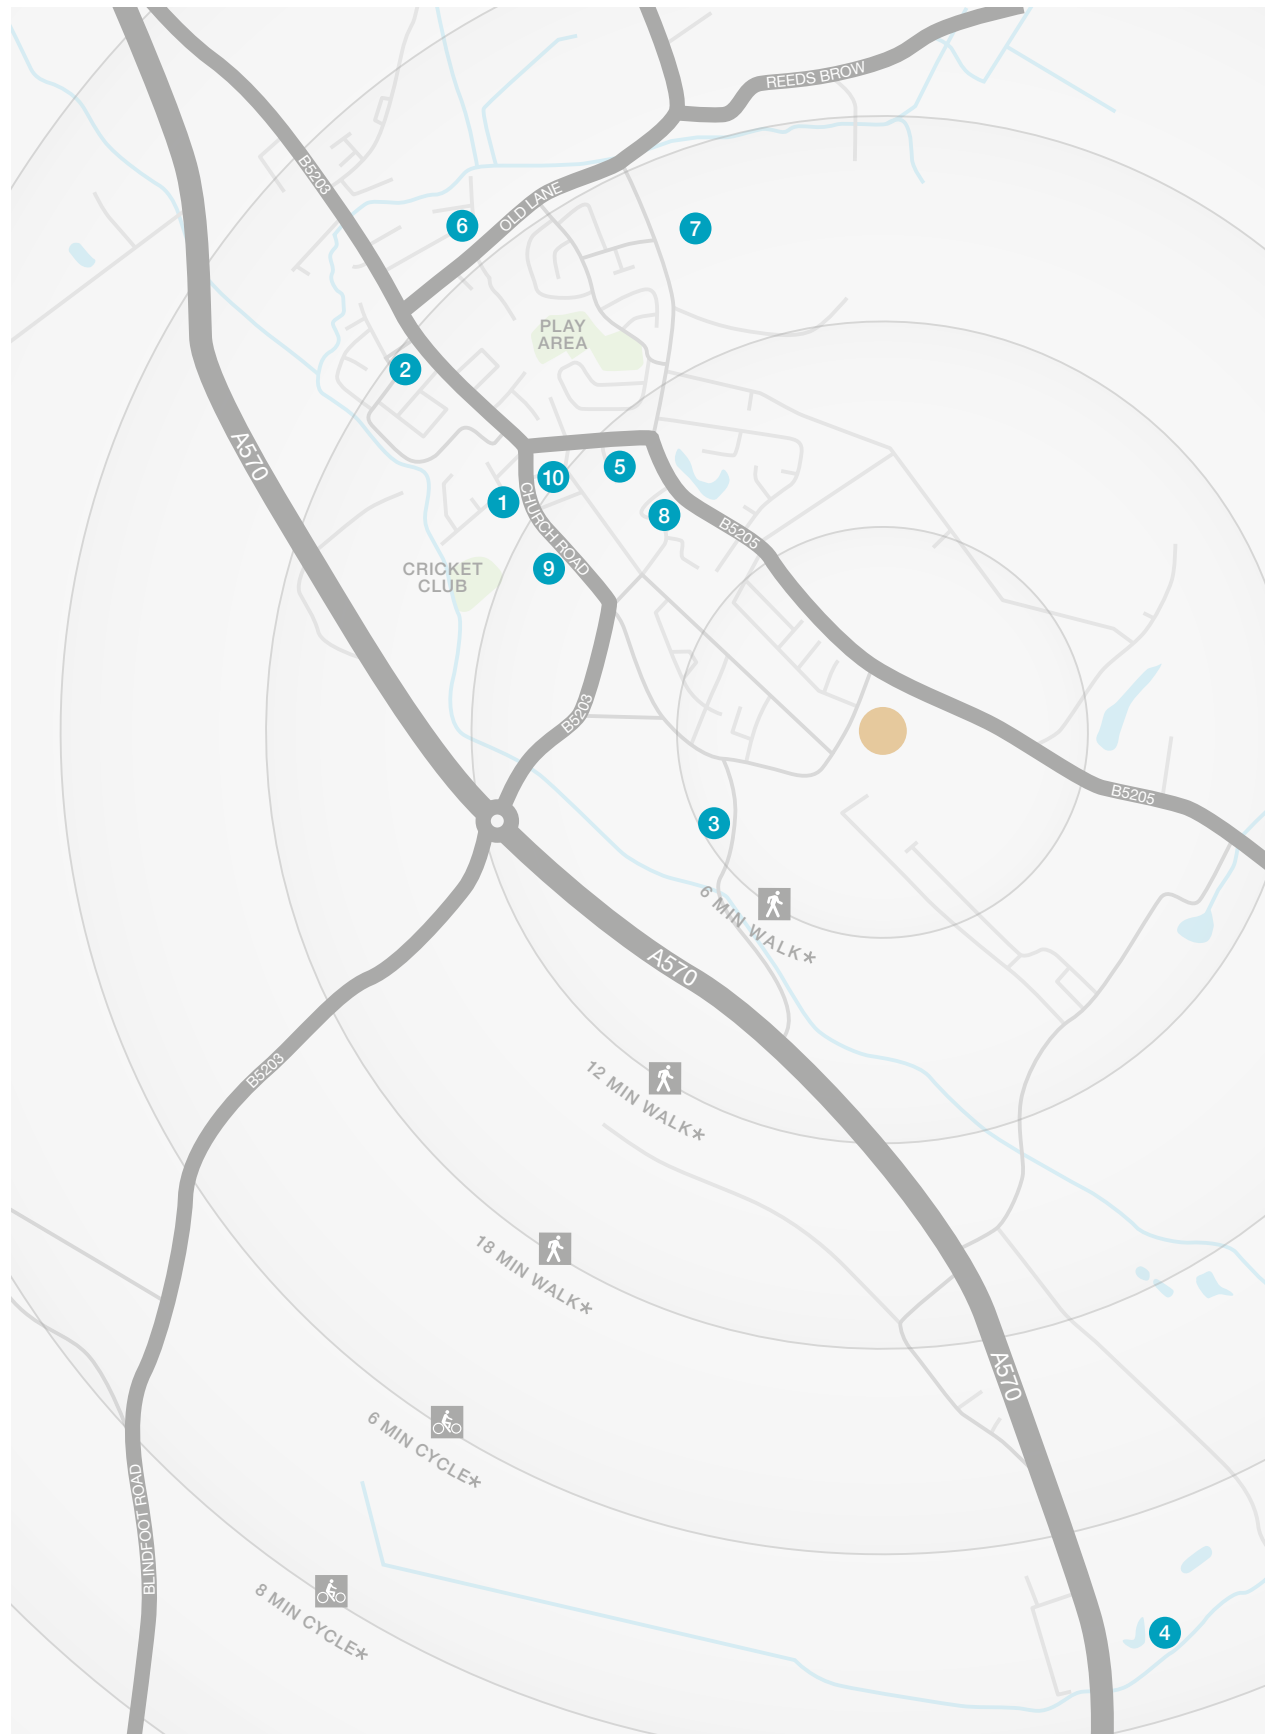 REEDS BROW
B5203
OLD LANE
6
7
PLAY
AREA
2
A570
5
10
1
8
CHURCH ROAD
B5205
CRICKET
CLUB
9
B5203
B5205
3
6 MIN WALK*
A570
B5203
12 MIN WALK*
18 MIN WALK*
A570
6 MIN CYCLE*
BLINDFOOT ROAD
8 MIN CYCLE*
4